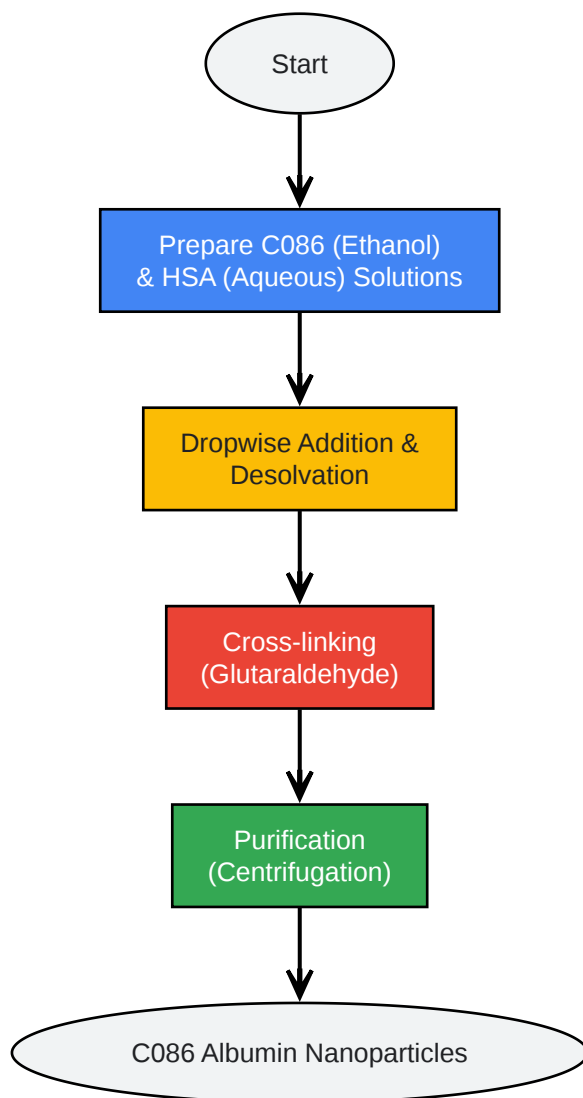 Start
Prepare C086 (Ethanol)
& HSA (Aqueous) Solutions
Dropwise Addition &
Desolvation
Cross-linking
(Glutaraldehyde)
Purification
(Centrifugation)
C086 Albumin Nanoparticles